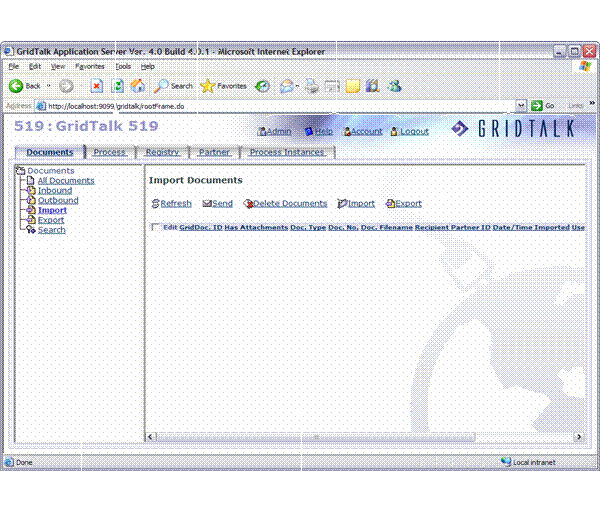 GridTalk Application Server Ver. 4.0 Build 4.0.1 - Microsoft Internet Explorer
File Edit View Favorites Tools Help
Back Search Favorites
Address http://localhost:9099/gridtalk/rootFrame.do Go Links »
519 : GridTalk 519
Admin Help Account Logout GRIDTALK
Documents Process Registry Partner Process Instances
Documents
All Documents
Inbound
Outbound
Import
Export
Search
Import Documents
Refresh Send Delete Documents Import Export
Edit GridDoc. ID Has Attachments Doc. Type Doc. No. Doc. Filename Recipient Partner ID Date/Time Imported Use
Done Local intranet